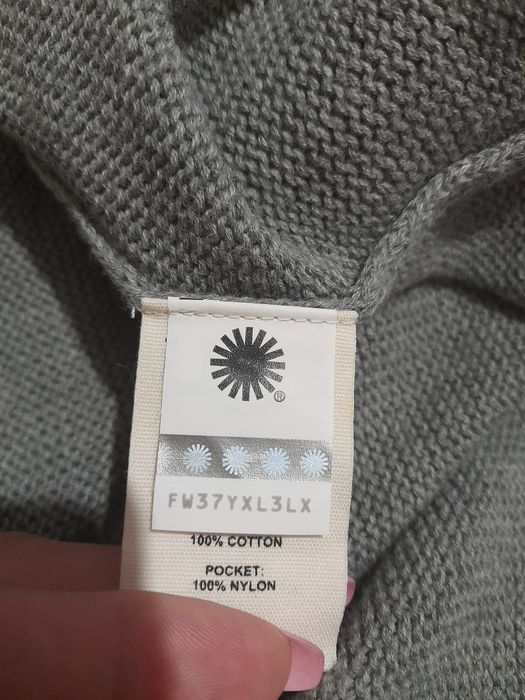 ®
FW37YXL3LX
100% COTTON
POCKET:
100% NYLON